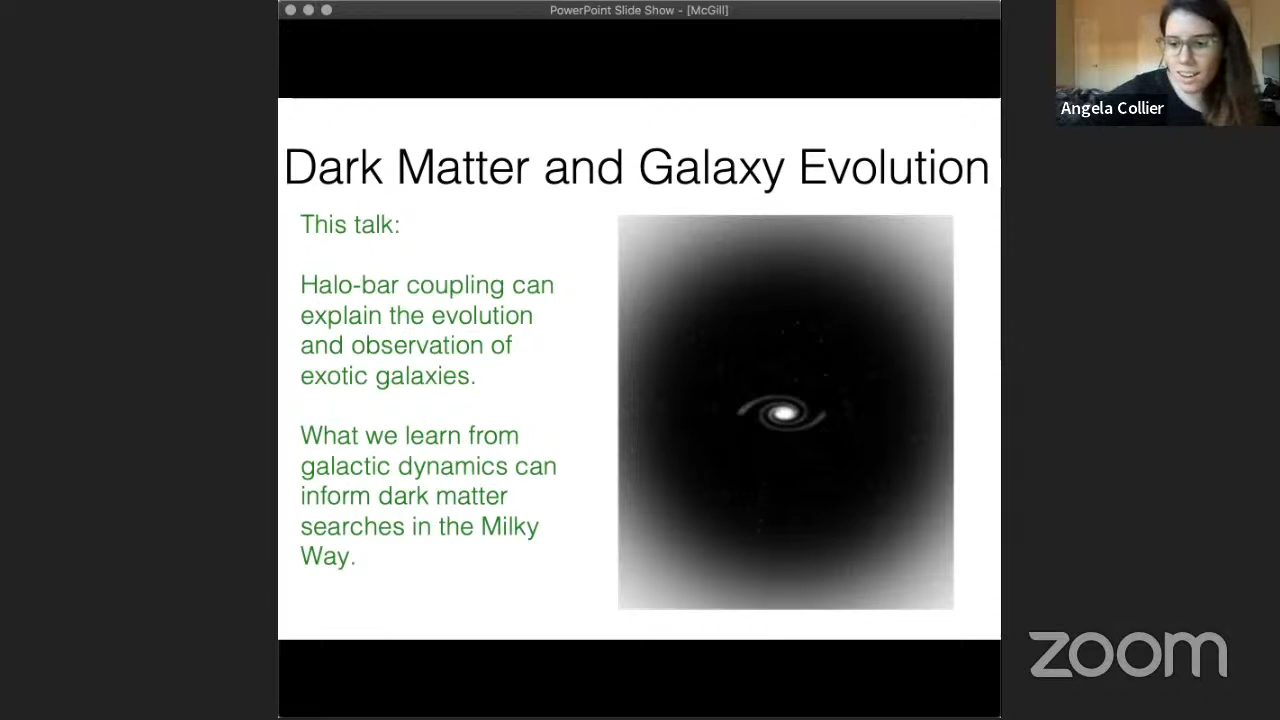 PowerPoint Slide Show - [McGill]
Angela Collier
Dark Matter and Galaxy Evolution
This talk:
Halo-bar coupling can
explain the evolution
and observation of
exotic galaxies.
What we learn from
galactic dynamics can
inform dark matter
searches in the Milky
Way.
zoom